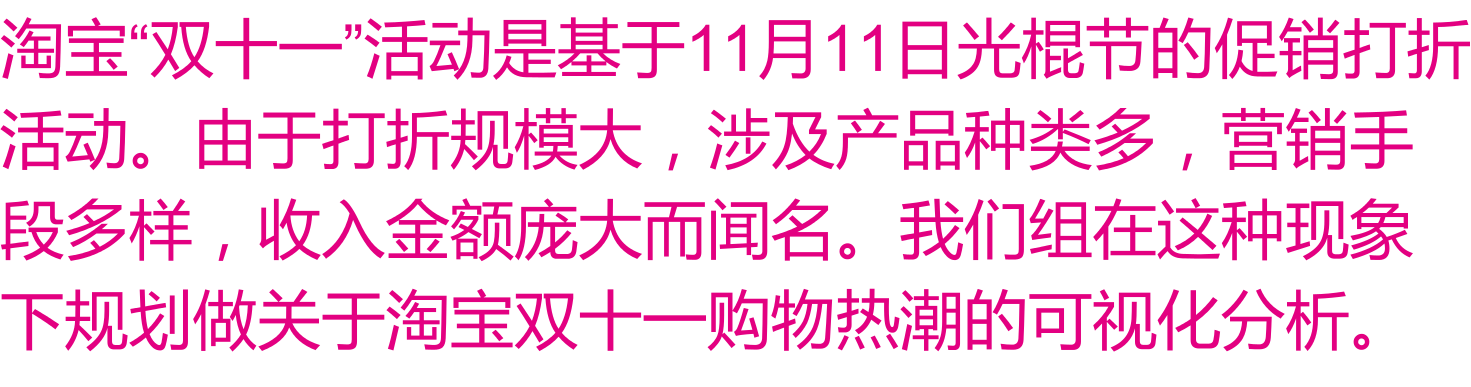 淘宝“双十一”活动是基于11月11日光棍节的促销打折
活动。由于打折规模大，涉及产品种类多，营销手
段多样，收入金额庞大而闻名。我们组在这种现象
下规划做关于淘宝双十一购物热潮的可视化分析。